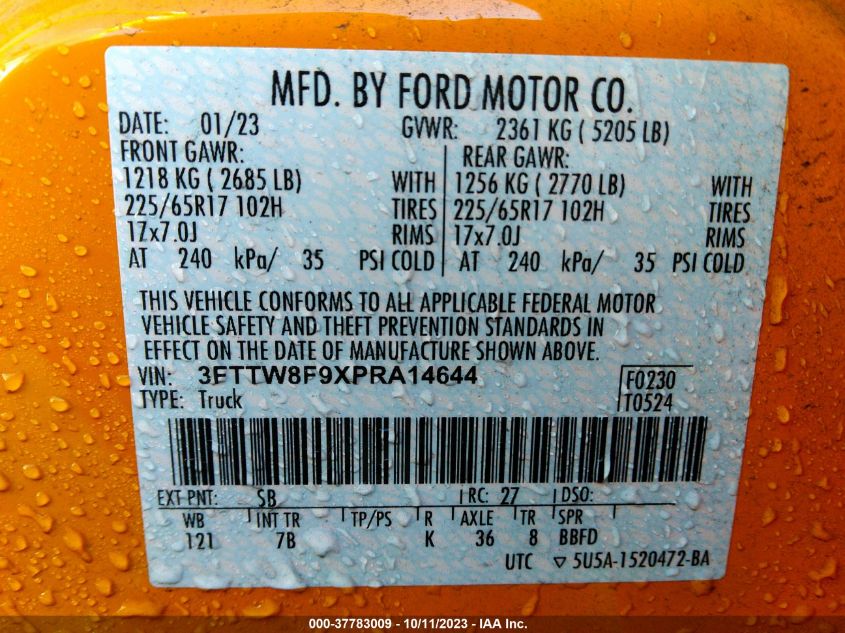 MFD. BY FORD MOTOR CO.
DATE: 01/23 GVWR: 2361 KG ( 5205 LB)
FRONT GAWR: REAR GAWR:
1218 KG ( 2685 LB) WITH 1256 KG ( 2770 LB) WITH
225/65R17 102H TIRES 225/65R17 102H TIRES
17x7.0J RIMS 17x7.0J RIMS
AT 240 kPa/ 35 PSI COLD AT 240 kPa/ 35 PSI COLD
THIS VEHICLE CONFORMS TO ALL APPLICABLE FEDERAL MOTOR
VEHICLE SAFETY AND THEFT PREVENTION STANDARDS IN
EFFECT ON THE DATE OF MANUFACTURE SHOWN ABOVE.
VIN: 3FTTW8F9XPRA14644 F0230
TYPE: Truck T0524
EXT PNT: SB RC: 27 DSO:
WB INT TR TP/PS R AXLE TR SPR
121 7B K 36 8 BBFD
UTC ▽ 5U5A-1520472-BA
000-37783009 - 10/11/2023 - IAA Inc.